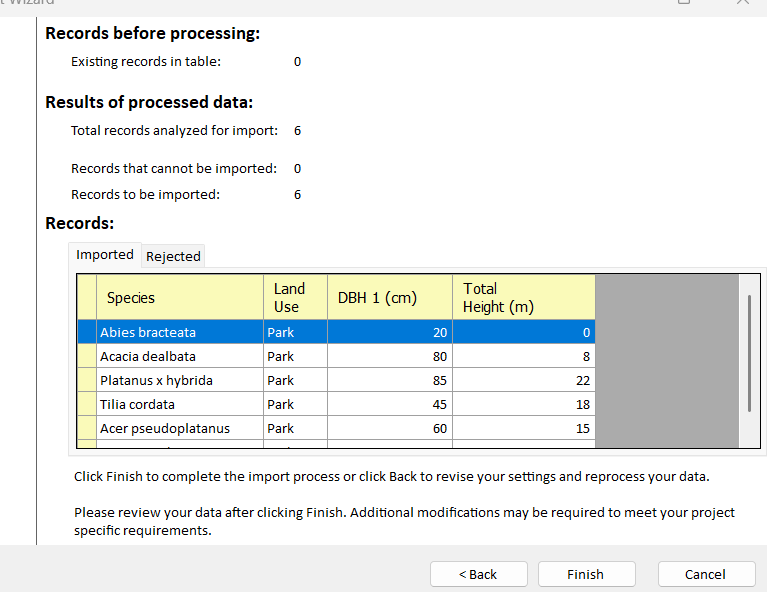 t Wizard
Records before processing:
Existing records in table: 0
Results of processed data:
Total records analyzed for import: 6
Records that cannot be imported: 0
Records to be imported: 6
Records:
Imported Rejected
Species Land Use DBH 1 (cm) Total Height (m)
Abies bracteata Park 20 0
Acacia dealbata Park 80 8
Platanus x hybrida Park 85 22
Tilia cordata Park 45 18
Acer pseudoplatanus Park 60 15
Click Finish to complete the import process or click Back to revise your settings and reprocess your data.
Please review your data after clicking Finish. Additional modifications may be required to meet your project
specific requirements.
< Back Finish Cancel